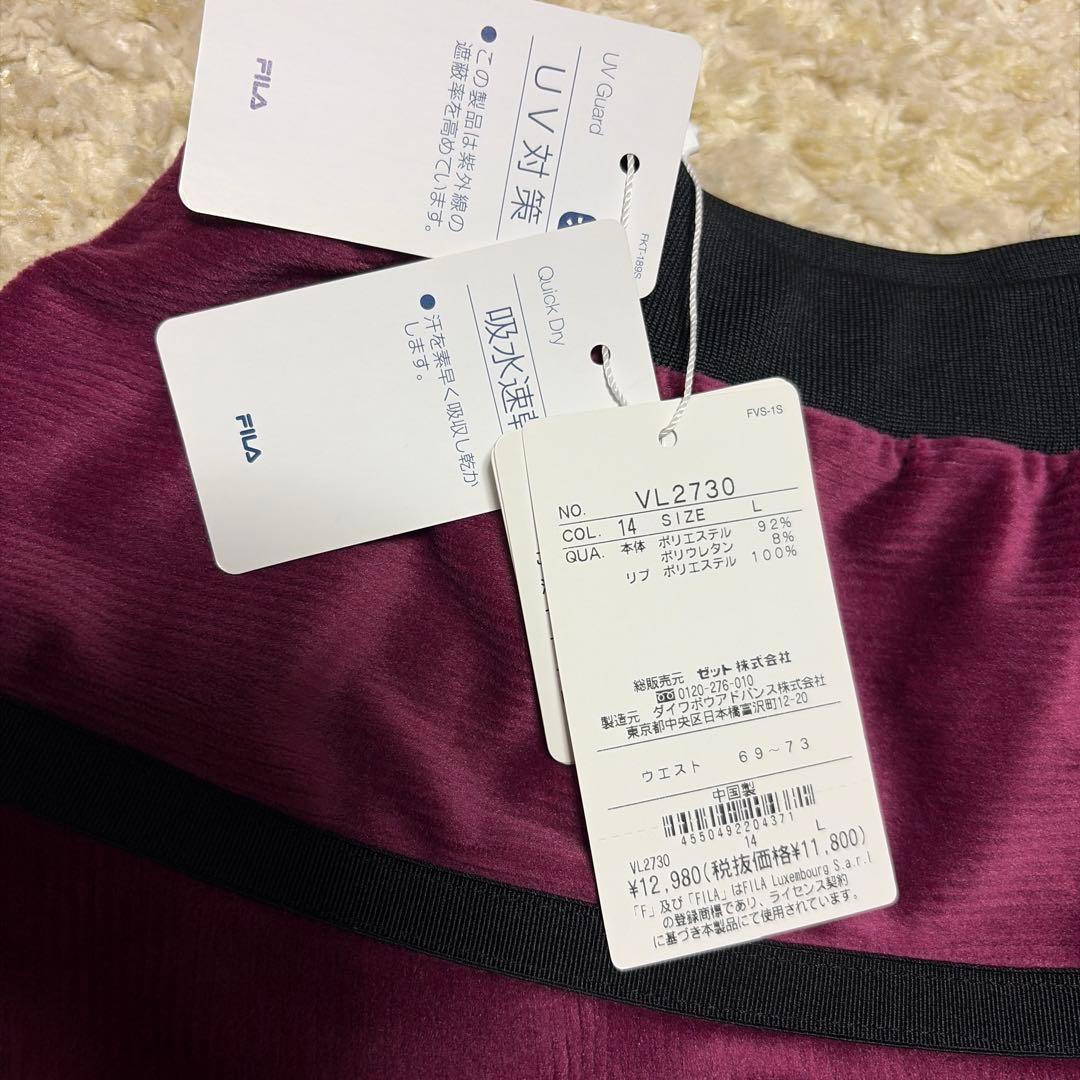 FILA
UV Guard
UV対策
●この製品は紫外線の
遮蔽率を高めています。
FKT-189S
Quick Dry
吸水速乾
●汗を素早く吸収し乾か
します。
FILA
FVS-1S
NO. VL2730
COL. 14 SIZE L
QUA. 本体 ポリエステル 92%
ポリウレタン 8%
リブ ポリエステル 100%
総販売元 ゼット株式会社
0120-276-010
製造元 ダイワボウアドバンス株式会社
東京都中央区日本橋富沢町12-20
ウエスト 69~73
中国製
4550492204371
14 L
VL2730
¥12,980(税抜価格¥11,800)
「F」及び「FILA」はFILA Luxembourg S.a.r.l
の登録商標であり、ライセンス契約
に基づき本製品にて使用されています。